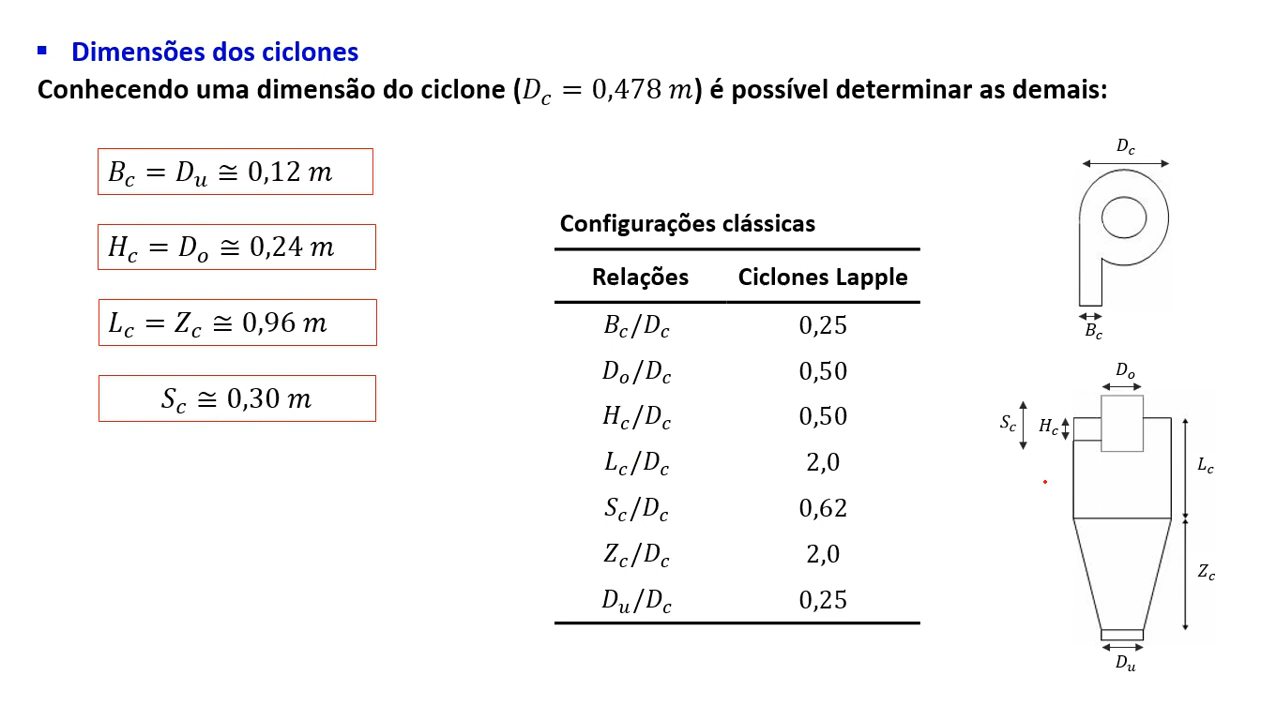 ▪ Dimensões dos ciclones
Conhecendo uma dimensão do ciclone (D_c = 0,478 m) é possível determinar as demais:
B_c = D_u ≅ 0,12 m
H_c = D_o ≅ 0,24 m
L_c = Z_c ≅ 0,96 m
S_c ≅ 0,30 m
Configurações clássicas
Relações Ciclones Lapple
B_c/D_c 0,25
D_o/D_c 0,50
H_c/D_c 0,50
L_c/D_c 2,0
S_c/D_c 0,62
Z_c/D_c 2,0
D_u/D_c 0,25
D_c
B_c
D_o
S_c H_c
L_c
Z_c
D_u